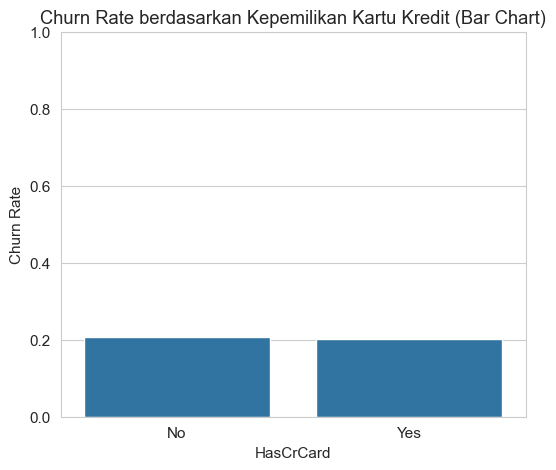 Churn Rate berdasarkan Kepemilikan Kartu Kredit (Bar Chart)
1.0
0.8
0.6
0.4
0.2
0.0
Churn Rate
No
Yes
HasCrCard